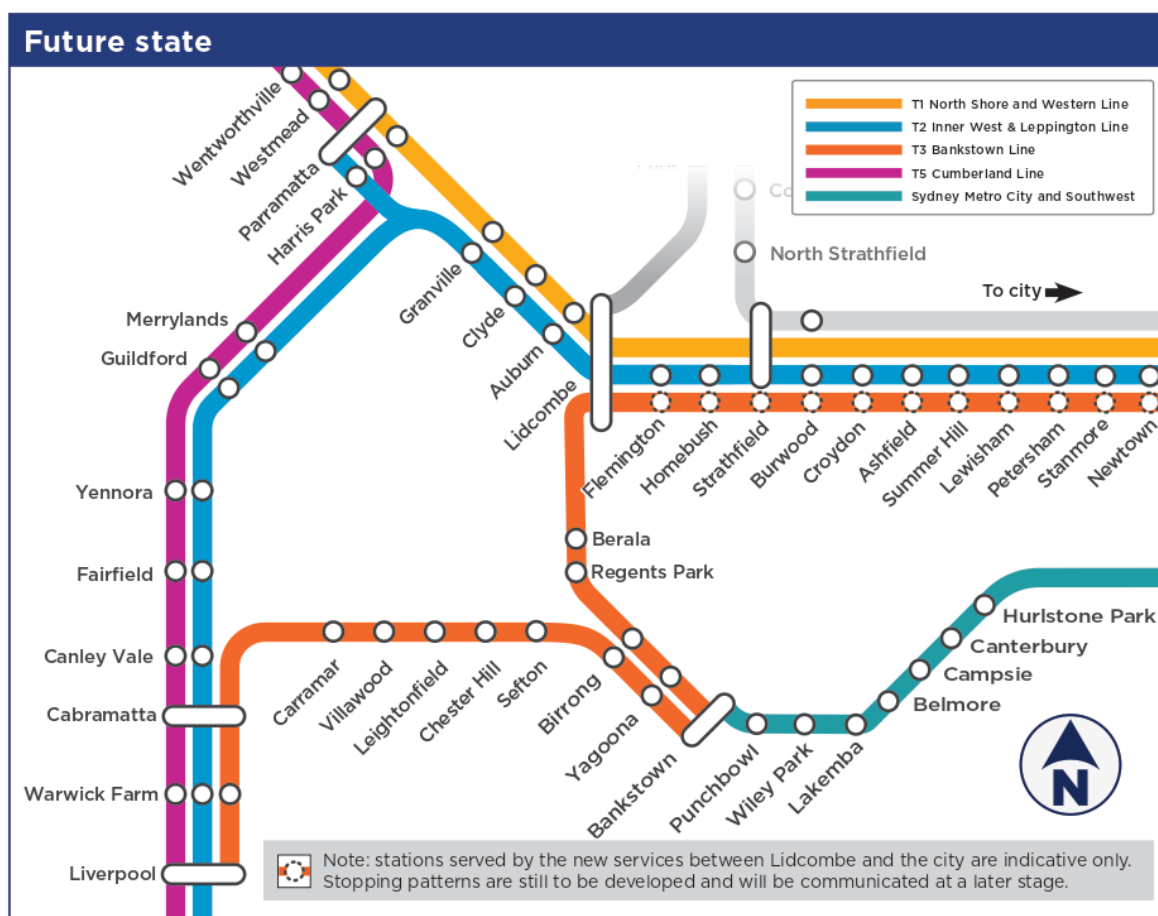 Future state
T1 North Shore and Western Line
T2 Inner West & Leppington Line
T3 Bankstown Line
T5 Cumberland Line
Sydney Metro City and Southwest
Wentworthville
Westmead
Parramatta
Harris Park
North Strathfield
To city
Merrylands
Guildford
Granville
Clyde
Auburn
Lidcombe
Flemington
Homebush
Strathfield
Burwood
Croydon
Ashfield
Summer Hill
Lewisham
Petersham
Stanmore
Newtown
Yennora
Fairfield
Canley Vale
Cabramatta
Warwick Farm
Liverpool
Berala
Regents Park
Carramar
Villawood
Leightonfield
Chester Hill
Sefton
Birrong
Yagoona
Bankstown
Punchbowl
Wiley Park
Lakemba
Belmore
Campsie
Canterbury
Hurlstone Park
N
Note: stations served by the new services between Lidcombe and the city are indicative only.
Stopping patterns are still to be developed and will be communicated at a later stage.